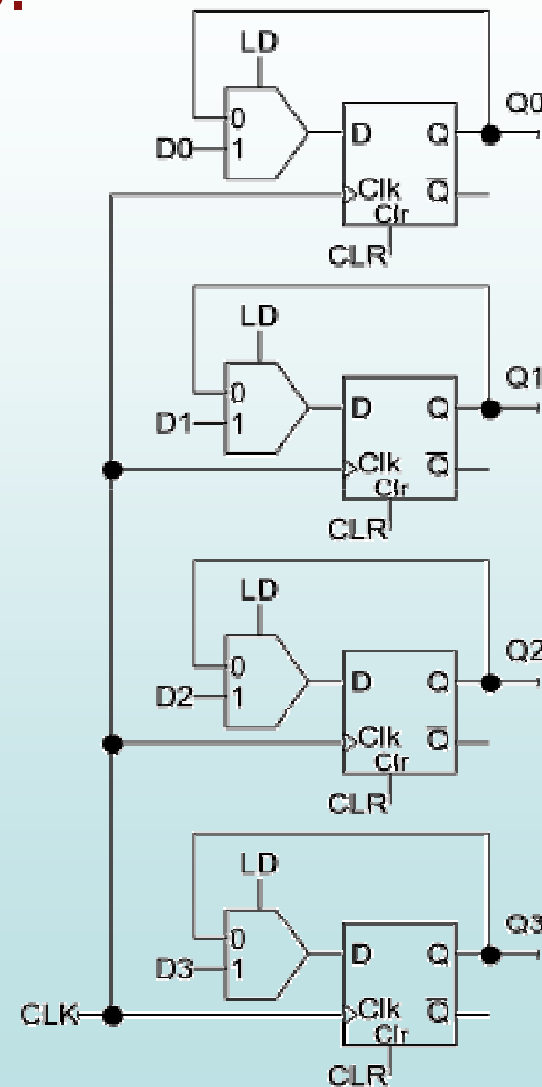 LD
0
D0 1
D Q Q0
Clk Q̅
Clr
CLR
LD
0
D1 1
D Q Q1
Clk Q̅
Clr
CLR
LD
0
D2 1
D Q Q2
Clk Q̅
Clr
CLR
LD
0
D3 1
D Q Q3
CLK Clk Q̅
Clr
CLR